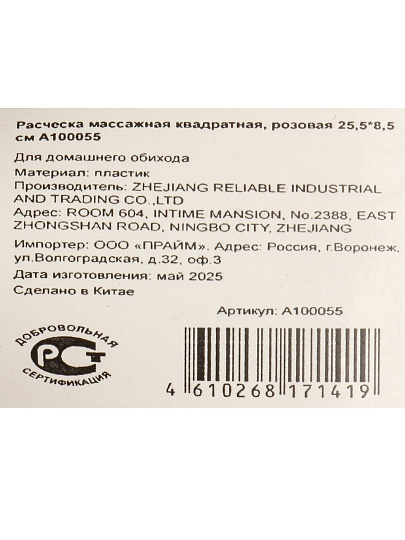 Расческа массажная квадратная, розовая 25,5*8,5
см А100055
Для домашнего обихода
Материал: пластик
Производитель: ZHEJIANG RELIABLE INDUSTRIAL
AND TRADING CO.,LTD
Адрес: ROOM 604, INTIME MANSION, No.2388, EAST
ZHONGSHAN ROAD, NINGBO CITY, ZHEJIANG
Импортер: ООО «ПРАЙМ». Адрес: Россия, г.Воронеж,
ул.Волгоградская, д.32, оф.3
Дата изготовления: май 2025
Сделано в Китае
Артикул: А100055
ДОБРОВОЛЬНАЯ
РСТ
СЕРТИФИКАЦИЯ
4 610268 171419